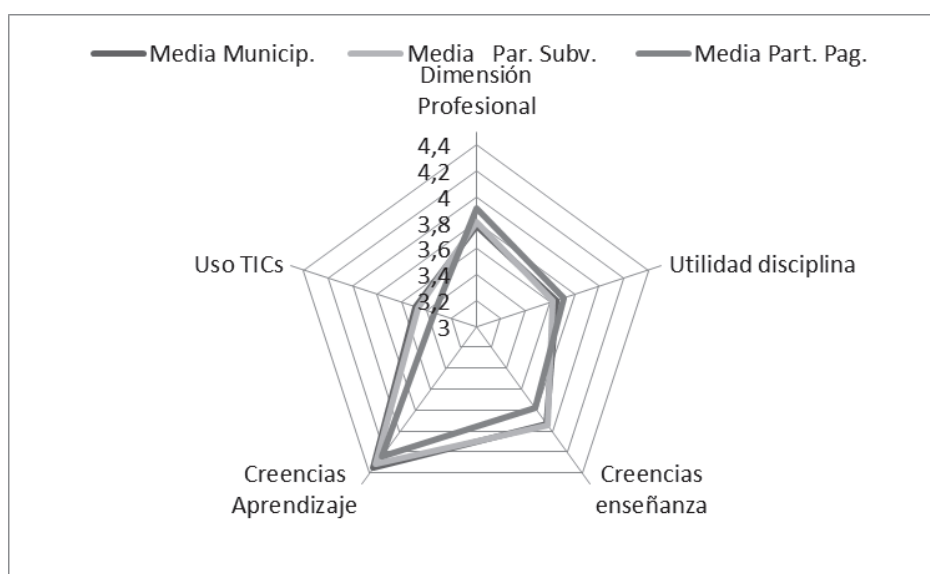 Media Municip. Media Par. Subv. Media Part. Pag.
Dimensión
Profesional
4,4
4,2
4
3,8
3,6
3,4
3,2
3
Uso TICs
Utilidad disciplina
Creencias
Aprendizaje
Creencias
enseñanza